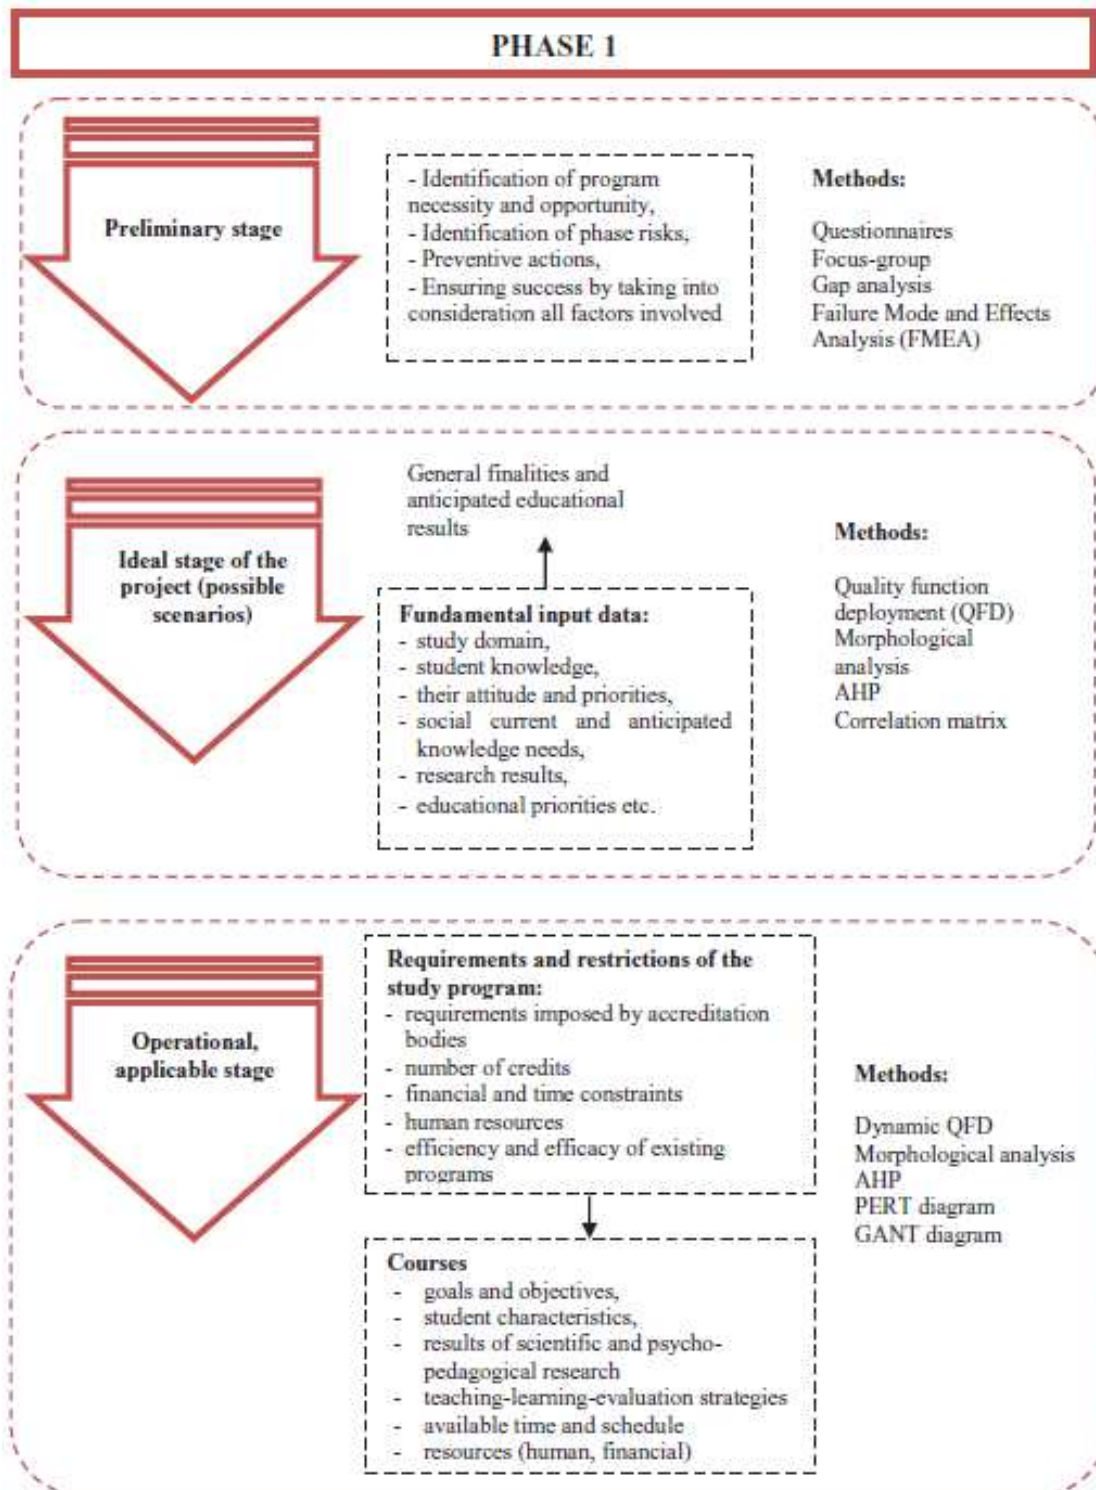 PHASE 1
Preliminary stage
- Identification of program
necessity and opportunity,
- Identification of phase risks,
- Preventive actions,
- Ensuring success by taking into
consideration all factors involved
Methods:
Questionnaires
Focus-group
Gap analysis
Failure Mode and Effects
Analysis (FMEA)
Ideal stage of the
project (possible
scenarios)
General finalities and
anticipated educational
results
Fundamental input data:
- study domain,
- student knowledge,
- their attitude and priorities,
- social current and anticipated
knowledge needs,
- research results,
- educational priorities etc.
Methods:
Quality function
deployment (QFD)
Morphological
analysis
AHP
Correlation matrix
Operational,
applicable stage
Requirements and restrictions of the
study program:
- requirements imposed by accreditation
bodies
- number of credits
- financial and time constraints
- human resources
- efficiency and efficacy of existing
programs
Courses
- goals and objectives,
- student characteristics,
- results of scientific and psycho-
pedagogical research
- teaching-learning-evaluation strategies
- available time and schedule
- resources (human, financial)
Methods:
Dynamic QFD
Morphological analysis
AHP
PERT diagram
GANT diagram